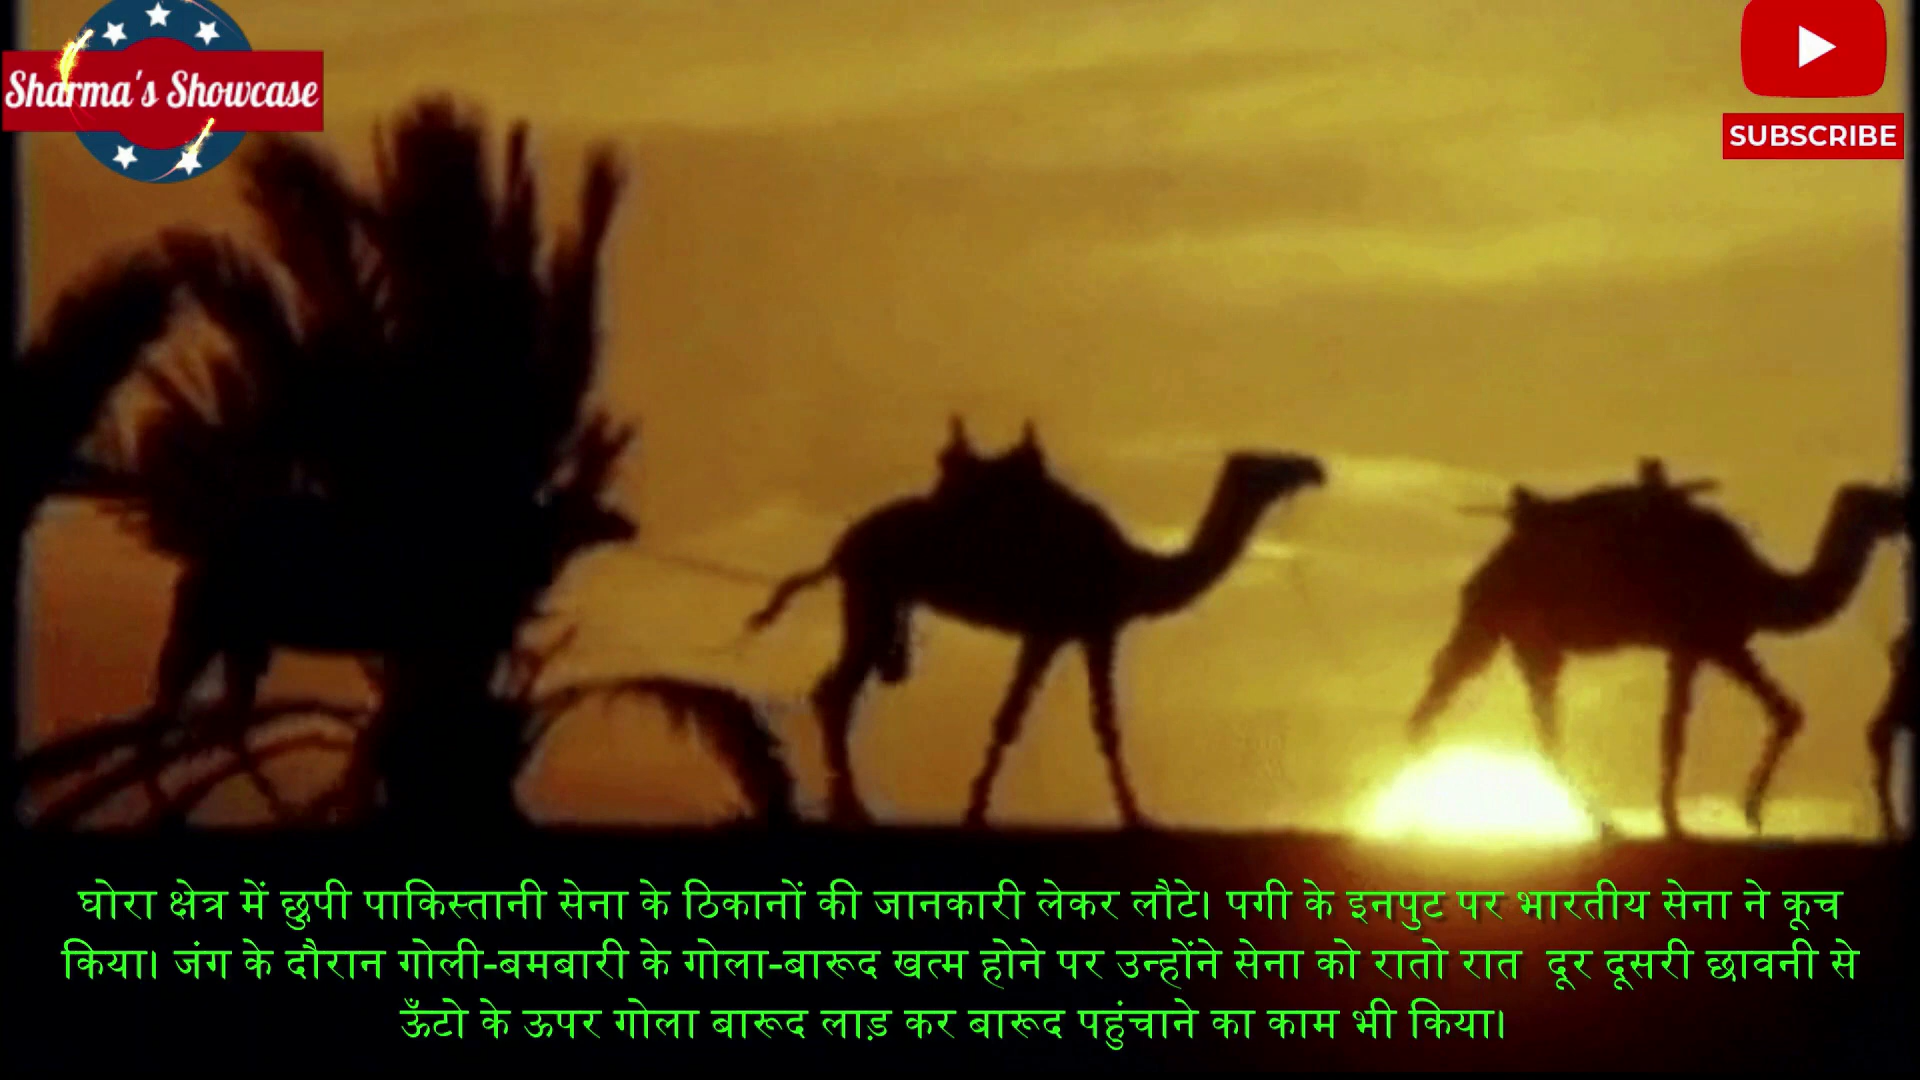 Sharma's Showcase
SUBSCRIBE
घोरा क्षेत्र में छुपी पाकिस्तानी सेना के ठिकानों की जानकारी लेकर लौटे। पगी के इनपुट पर भारतीय सेना ने कूच
किया। जंग के दौरान गोली-बमबारी के गोला-बारूद खत्म होने पर उन्होंने सेना को रातो रात दूर दूसरी छावनी से
ऊँटो के ऊपर गोला बारूद लाड़ कर बारूद पहुंचाने का काम भी किया।